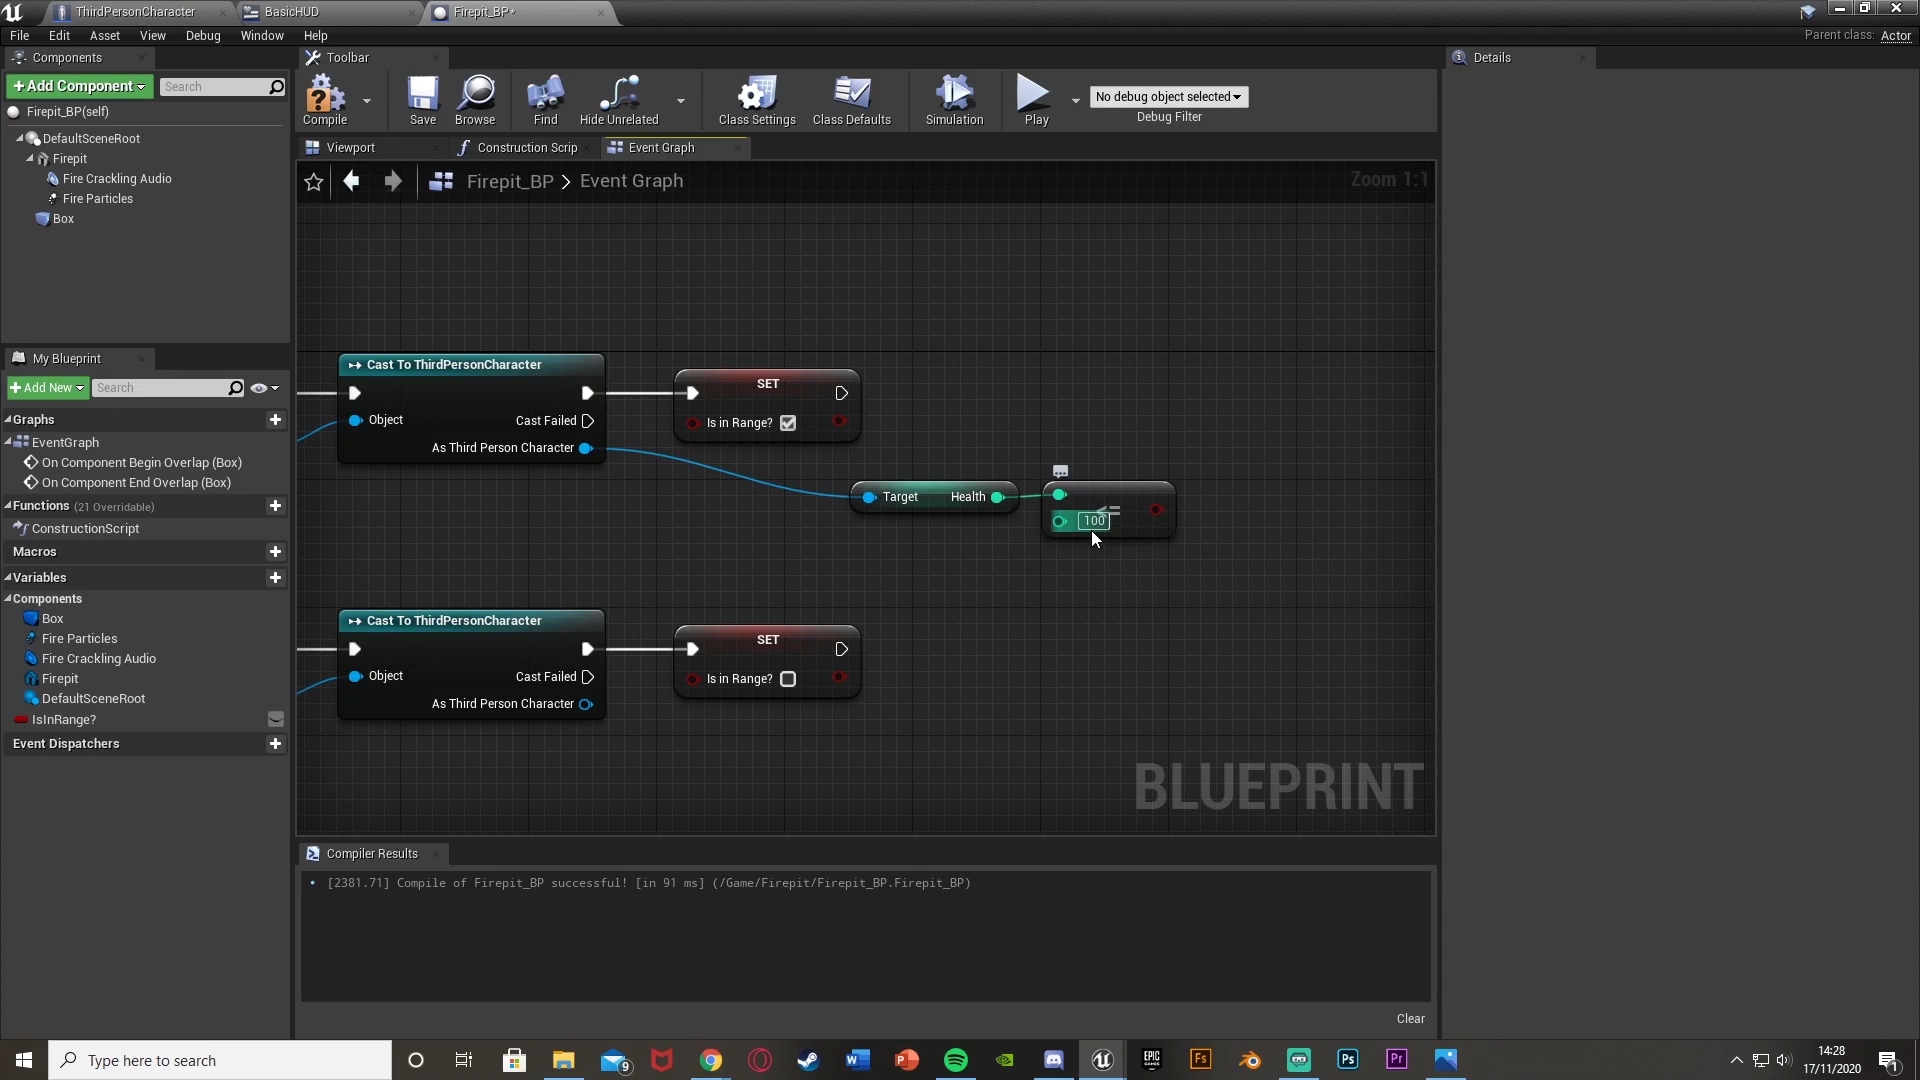 ThirdPersonCharacter
BasicHUD
Firepit_BP*
File Edit Asset View Debug Window Help
Parent class: Actor
Components
Toolbar
Details
+Add Component
Search
Firepit_BP(self)
DefaultSceneRoot
Firepit
Fire Crackling Audio
Fire Particles
Box
Compile
Save
Browse
Find
Hide Unrelated
Class Settings
Class Defaults
Simulation
Play
No debug object selected
Debug Filter
Viewport
Construction Scrip
Event Graph
Firepit_BP > Event Graph
Zoom 1:1
My Blueprint
+Add New
Search
Graphs
EventGraph
On Component Begin Overlap (Box)
On Component End Overlap (Box)
Functions (21 Overridable)
ConstructionScript
Macros
Variables
Components
Box
Fire Particles
Fire Crackling Audio
Firepit
DefaultSceneRoot
IsInRange?
Event Dispatchers
Cast To ThirdPersonCharacter
Object
Cast Failed
As Third Person Character
SET
Is in Range?
Target Health
<=
100
Cast To ThirdPersonCharacter
Object
Cast Failed
As Third Person Character
SET
Is in Range?
BLUEPRINT
Compiler Results
[2381.71] Compile of Firepit_BP successful! [in 91 ms] (/Game/Firepit/Firepit_BP.Firepit_BP)
Clear
Type here to search
9
W
P
EPIC GAMES
Fs
Ps
Pr
14:28
17/11/2020
1